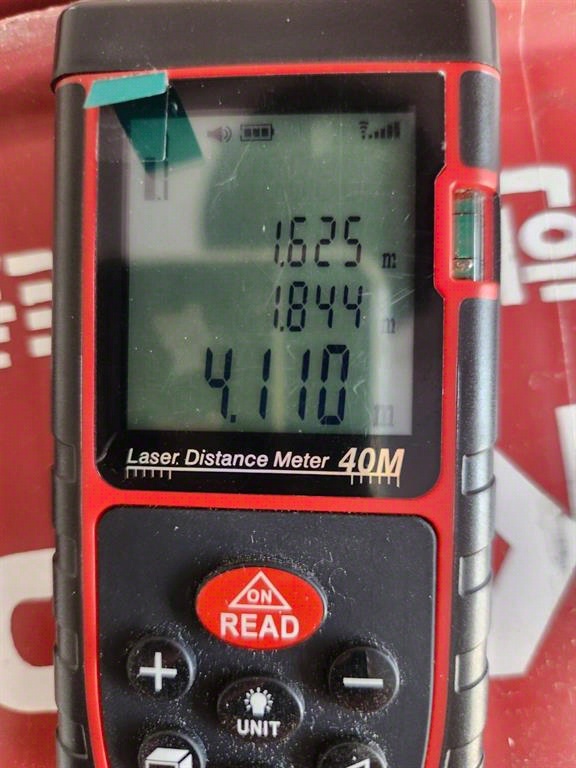 1.625 m
1.844 m
4.110 m
Laser Distance Meter 40M
ON
READ
UNIT